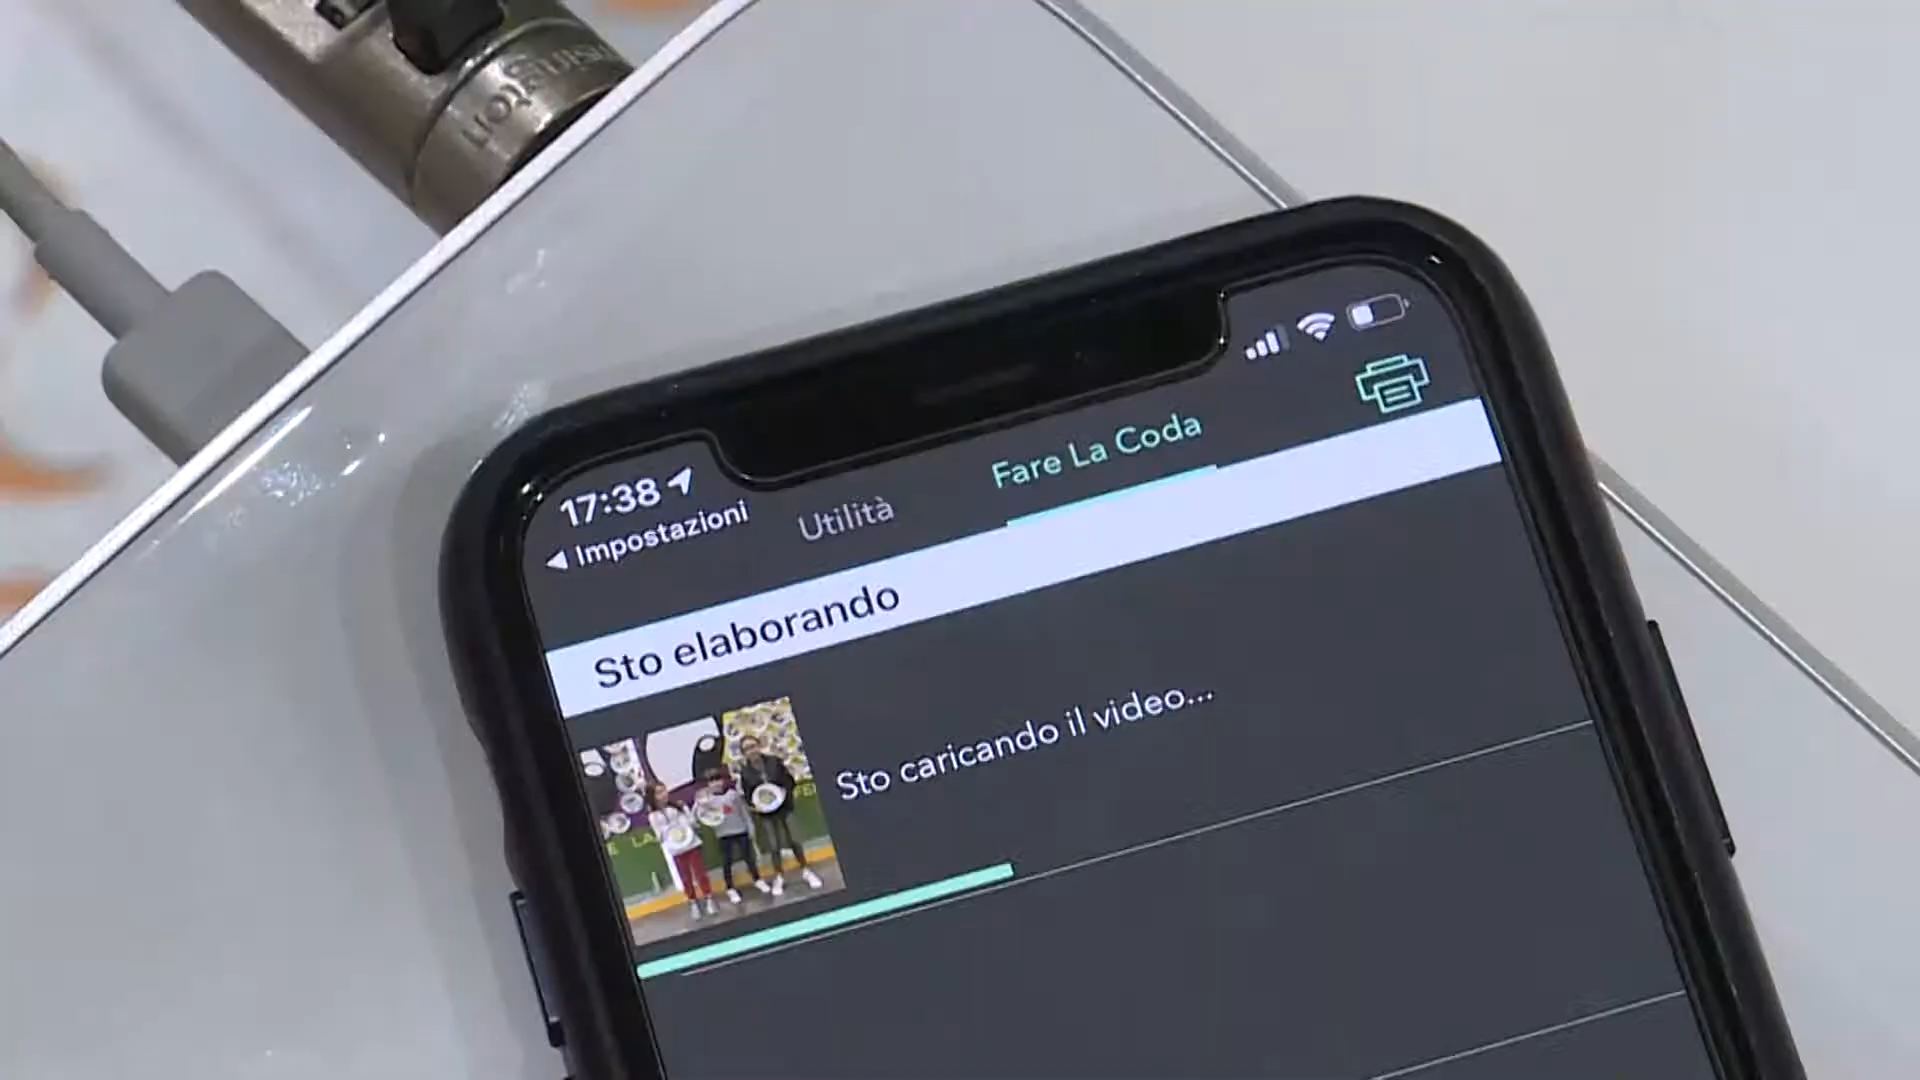 17:38
Impostazioni
Utilità
Fare La Coda
Sto elaborando
Sto caricando il video...